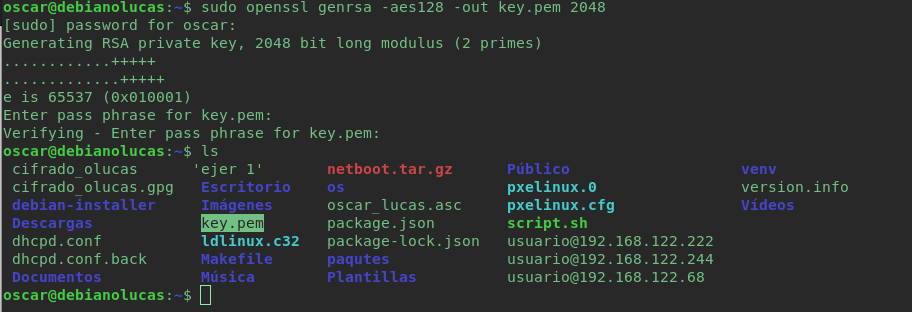 oscar@debianolucas:~$ sudo openssl genrsa -aes128 -out key.pem 2048
[sudo] password for oscar:
Generating RSA private key, 2048 bit long modulus (2 primes)
............+++++
.............+++++
e is 65537 (0x010001)
Enter pass phrase for key.pem:
Verifying - Enter pass phrase for key.pem:
oscar@debianolucas:~$ ls
cifrado_olucas 'ejer 1' netboot.tar.gz Público venv
cifrado_olucas.gpg Escritorio os pxelinux.0 version.info
debian-installer Imágenes oscar_lucas.asc pxelinux.cfg Vídeos
Descargas key.pem package.json script.sh
dhcpd.conf ldlinux.c32 package-lock.json usuario@192.168.122.222
dhcpd.conf.back Makefile paqutes usuario@192.168.122.244
Documentos Música Plantillas usuario@192.168.122.68
oscar@debianolucas:~$